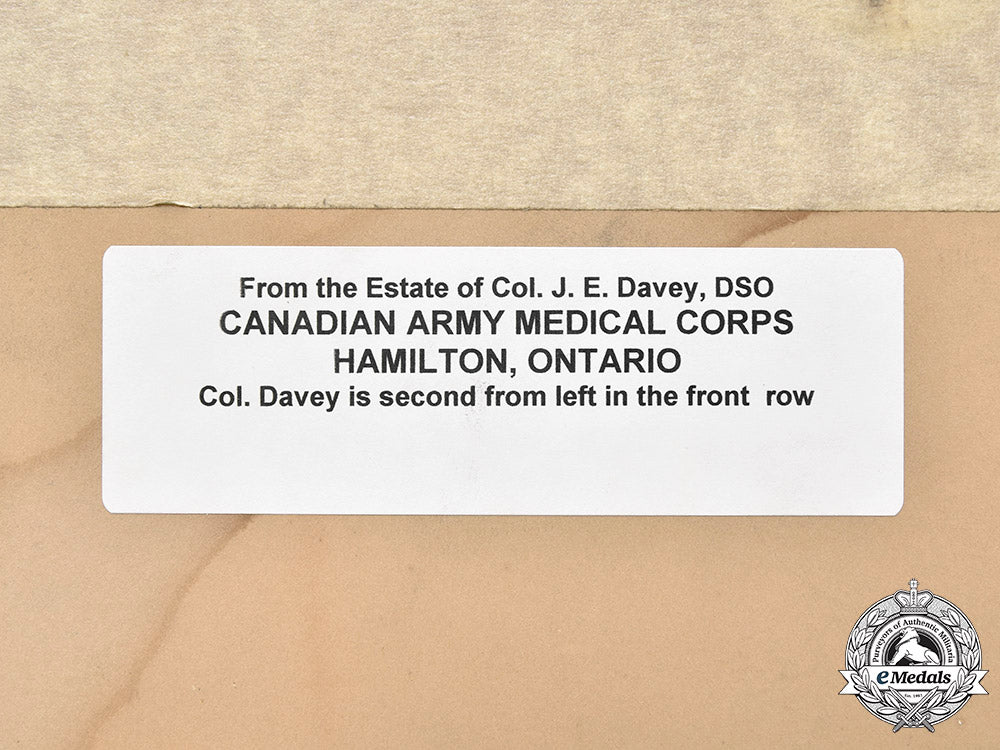 From the Estate of Col. J. E. Davey, DSO
CANADIAN ARMY MEDICAL CORPS
HAMILTON, ONTARIO
Col. Davey is second from left in the front  row
Purveyors of Authentic Militaria
eMedals